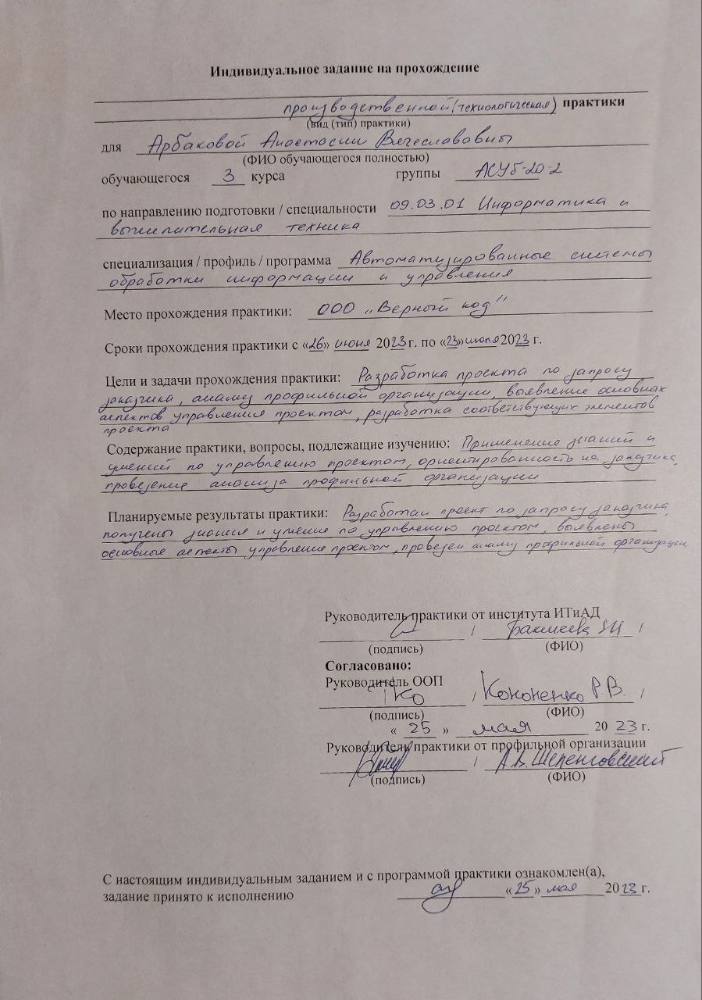 Индивидуальное задание на прохождение
производственной (технологическая) практики
(вид (тип) практики)
для Арбаковой Анастасии Вячеславовны
(ФИО обучающегося полностью)
обучающегося 3 курса группы АСУб-20-2
по направлению подготовки / специальности 09.03.01 Информатика и
вычислительная техника
специализация / профиль / программа Автоматизированные системы
обработки информации и управления
Место прохождения практики: ООО „Верный код"
Сроки прохождения практики с «26» июня 2023 г. по «23» июля 2023 г.
Цели и задачи прохождения практики: Разработка проекта по запросу
заказчика, анализ профильной организации, выявление основных
аспектов управления проектом, разработка соответствующих элементов
проекта
Содержание практики, вопросы, подлежащие изучению: Применение знаний и
умений по управлению проектом, ориентированность на заказчика,
проведение анализа профильной организации
Планируемые результаты практики: Разработан проект по запросу заказчика,
получены знания и умение по управлению проектом, выявлены
основные аспекты управления проектом, проведен анализ профильной организации
Руководитель практики от института ИТиАД
/ /
(подпись) (ФИО)
Согласовано:
Руководитель ООП
/ Кононенко Р.В. /
(подпись) (ФИО)
« 25 » мая 20 23 г.
Руководитель практики от профильной организации
/ А.В.
(подпись) (ФИО)
С настоящим индивидуальным заданием и с программой практики ознакомлен(а),
задание принято к исполнению «25» мая 2023 г.